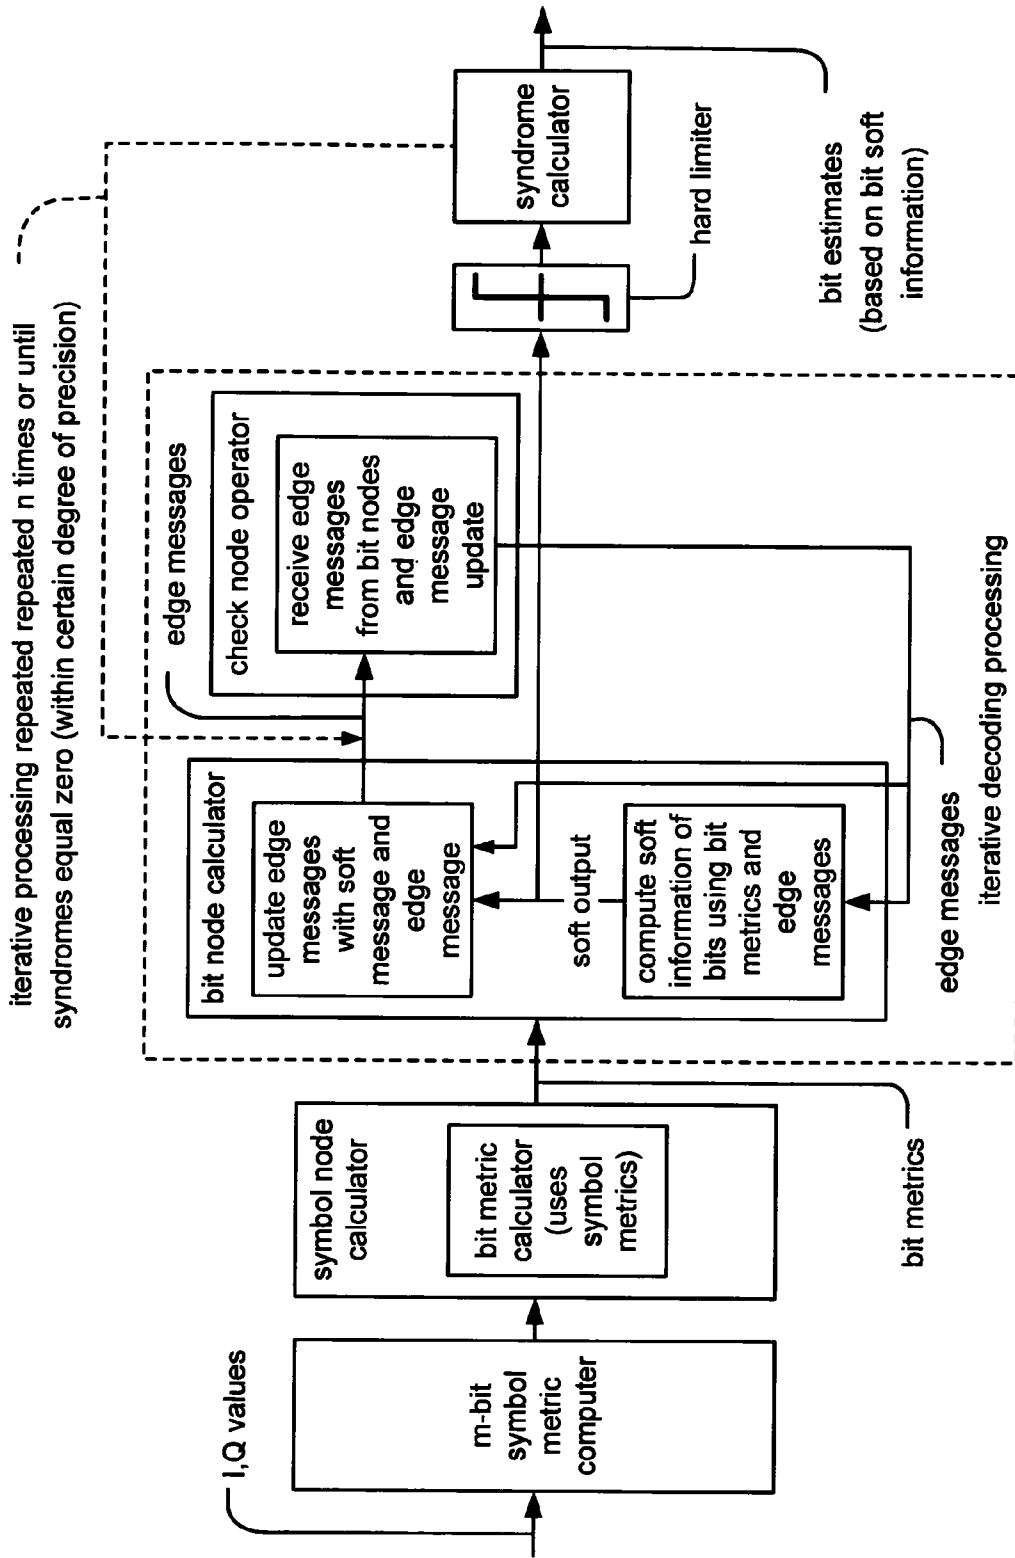 iterative processing repeated repeated n times or until
syndromes equal zero (within certain degree of precision)
I,Q values
m-bit
symbol
metric
computer
symbol node
calculator
bit metric
calculator
(uses
symbol
metrics)
bit metrics
bit node calculator
update edge
messages
with soft
message and
edge
message
soft output
compute soft
information of
bits using bit
metrics and
edge
messages
edge messages
check node operator
receive edge
messages
from bit nodes
and edge
message
update
edge messages
iterative decoding processing
hard limiter
syndrome
calculator
bit estimates
(based on bit soft
information)